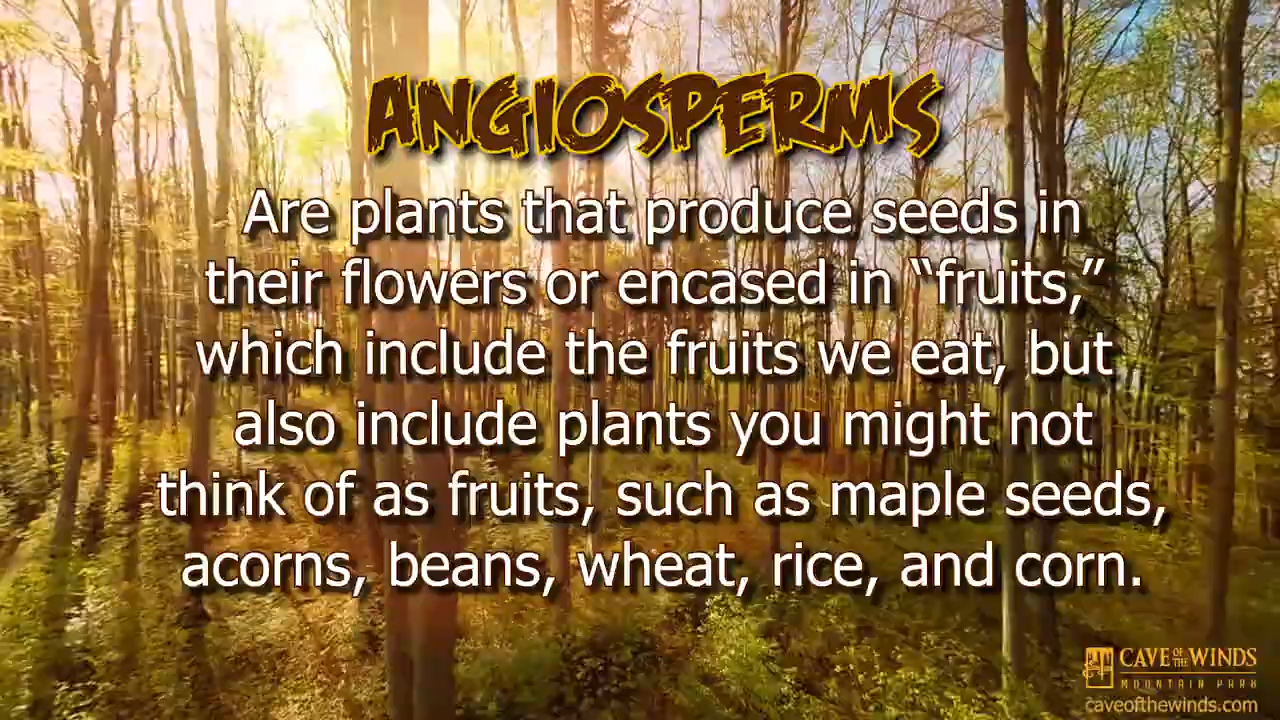 ANGIOSPERMS
Are plants that produce seeds in
their flowers or encased in “fruits,”
which include the fruits we eat, but
also include plants you might not
think of as fruits, such as maple seeds,
acorns, beans, wheat, rice, and corn.
CAVE OF THE WINDS
MOUNTAIN PARK
caveofthewinds.com